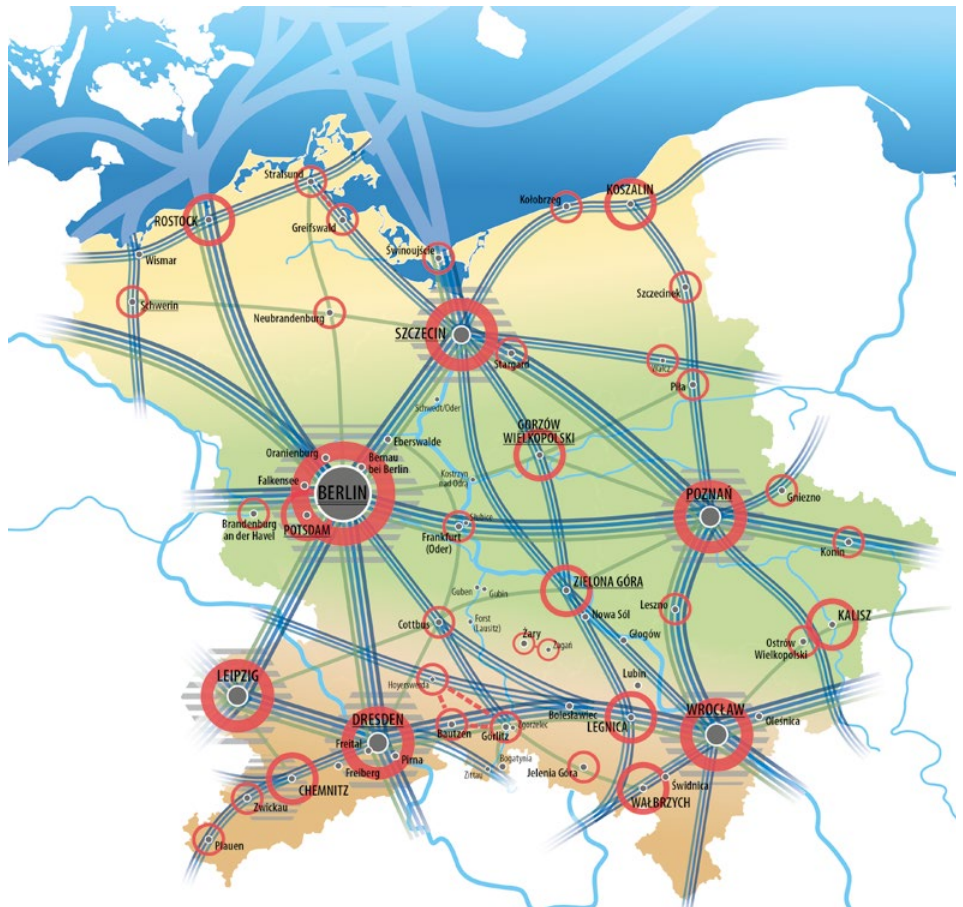 Stralsund
Kołobrzeg
KOSZALIN
ROSTOCK
Greifswald
Wismar
Świnoujście
Schwerin
Szczecinek
Neubrandenburg
SZCZECIN
Stargard
Wałcz
Piła
Schwedt/Oder
GORZÓW
WIELKOPOLSKI
Eberswalde
Oranienburg
Bernau
bei Berlin
Kostrzyn
nad Odrą
Falkensee
BERLIN
POZNAŃ
Gniezno
POTSDAM
Brandenburg
an der Havel
Słubice
Frankfurt
(Oder)
Konin
Guben
Gubin
ZIELONA GÓRA
Leszno
KALISZ
Nowa Sól
Cottbus
Forst
(Lausitz)
Żary
Żagań
Głogów
Ostrów
Wielkopolski
LEIPZIG
Hoyerswerda
Lubin
DRESDEN
Bautzen
Görlitz
Zgorzelec
Bolesławiec
LEGNICA
WROCŁAW
Oleśnica
Freital
Pirna
Freiberg
Zittau
Bogatynia
Jelenia Góra
Świdnica
WAŁBRZYCH
CHEMNITZ
Zwickau
Plauen